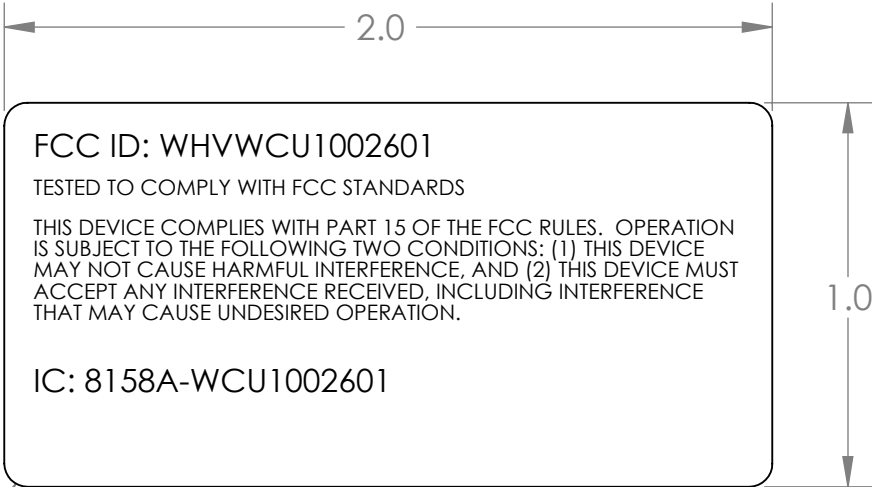 2.0
FCC ID: WHVWCU1002601
TESTED TO COMPLY WITH FCC STANDARDS
THIS DEVICE COMPLIES WITH PART 15 OF THE FCC RULES.  OPERATION
IS SUBJECT TO THE FOLLOWING TWO CONDITIONS: (1) THIS DEVICE
MAY NOT CAUSE HARMFUL INTERFERENCE, AND (2) THIS DEVICE MUST
ACCEPT ANY INTERFERENCE RECEIVED, INCLUDING INTERFERENCE
THAT MAY CAUSE UNDESIRED OPERATION.
1.0
IC: 8158A-WCU1002601